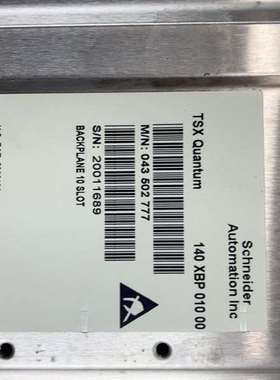 Schneider
Automation Inc
TSX Quantum
140 XBP 010 00
M/N: 043 502 777
S/N: 20011689
BACKPLANE 10 SLOT